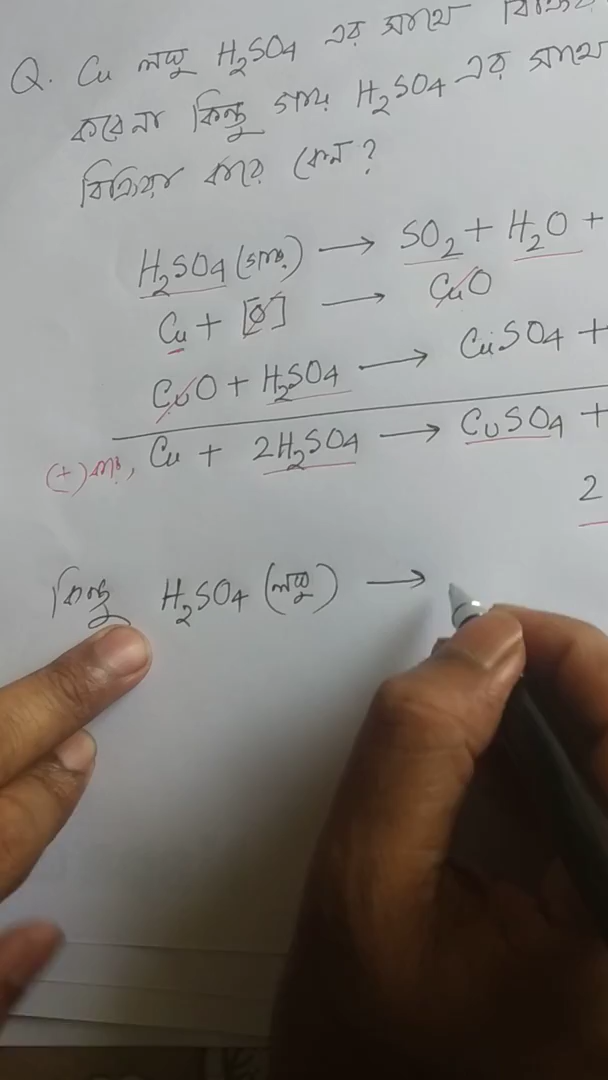 Q. Cu লঘু H₂SO₄ এর সাথে বিক্রিয়া
করে না কিন্তু গাঢ় H₂SO₄ এর সাথে
বিক্রিয়া করে কেন?
H₂SO₄ (গাঢ়) → SO₂ + H₂O +
Cu + [O] → CuO
CuO + H₂SO₄ → CuSO₄ +
(+) করে, Cu + 2H₂SO₄ → CuSO₄ +
2
কিন্তু H₂SO₄ (লঘু) →